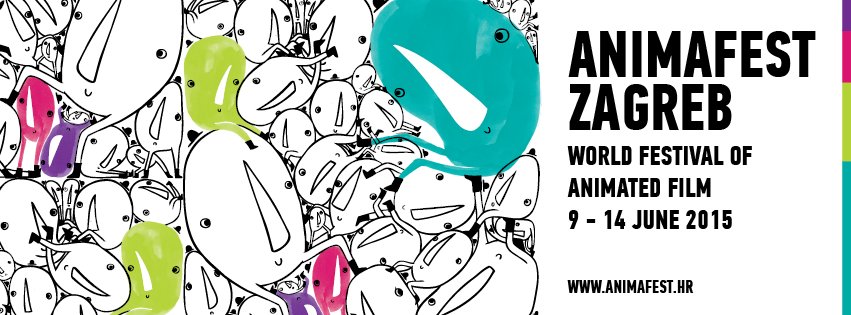 ANIMAFEST
ZAGREB
WORLD FESTIVAL OF
ANIMATED FILM
9 – 14 JUNE 2015
WWW.ANIMAFEST.HR